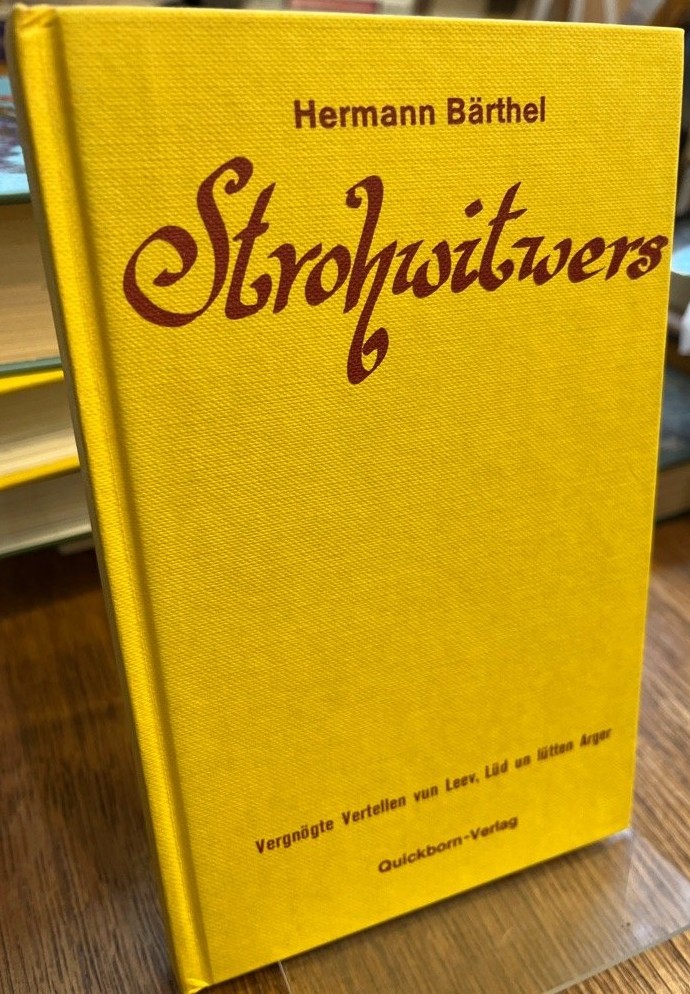 Hermann Bärthel
Strohwitwers
Vergnögte Vertellen vun Leev, Lüd un lütten Arger
Quickborn-Verlag